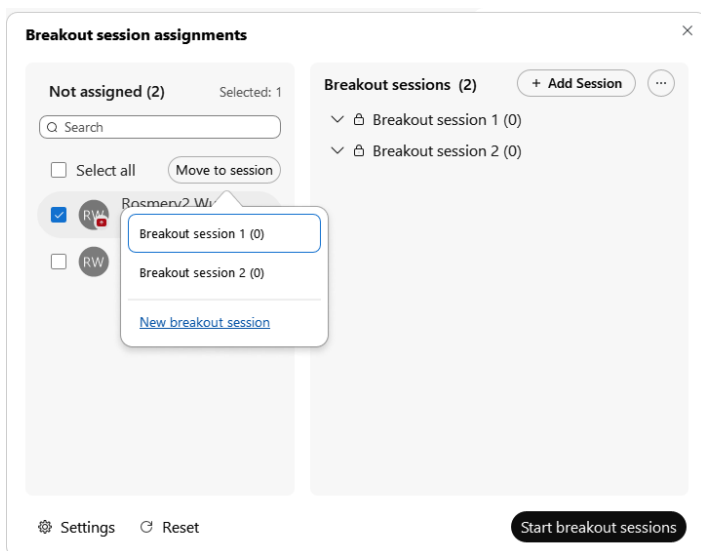 Breakout session assignments
Not assigned (2)
Selected: 1
Search
Select all
Move to session
RW
Rosmery2
RW
Breakout session 1 (0)
Breakout session 2 (0)
New breakout session
Breakout sessions (2)
+ Add Session
Breakout session 1 (0)
Breakout session 2 (0)
Settings
Reset
Start breakout sessions